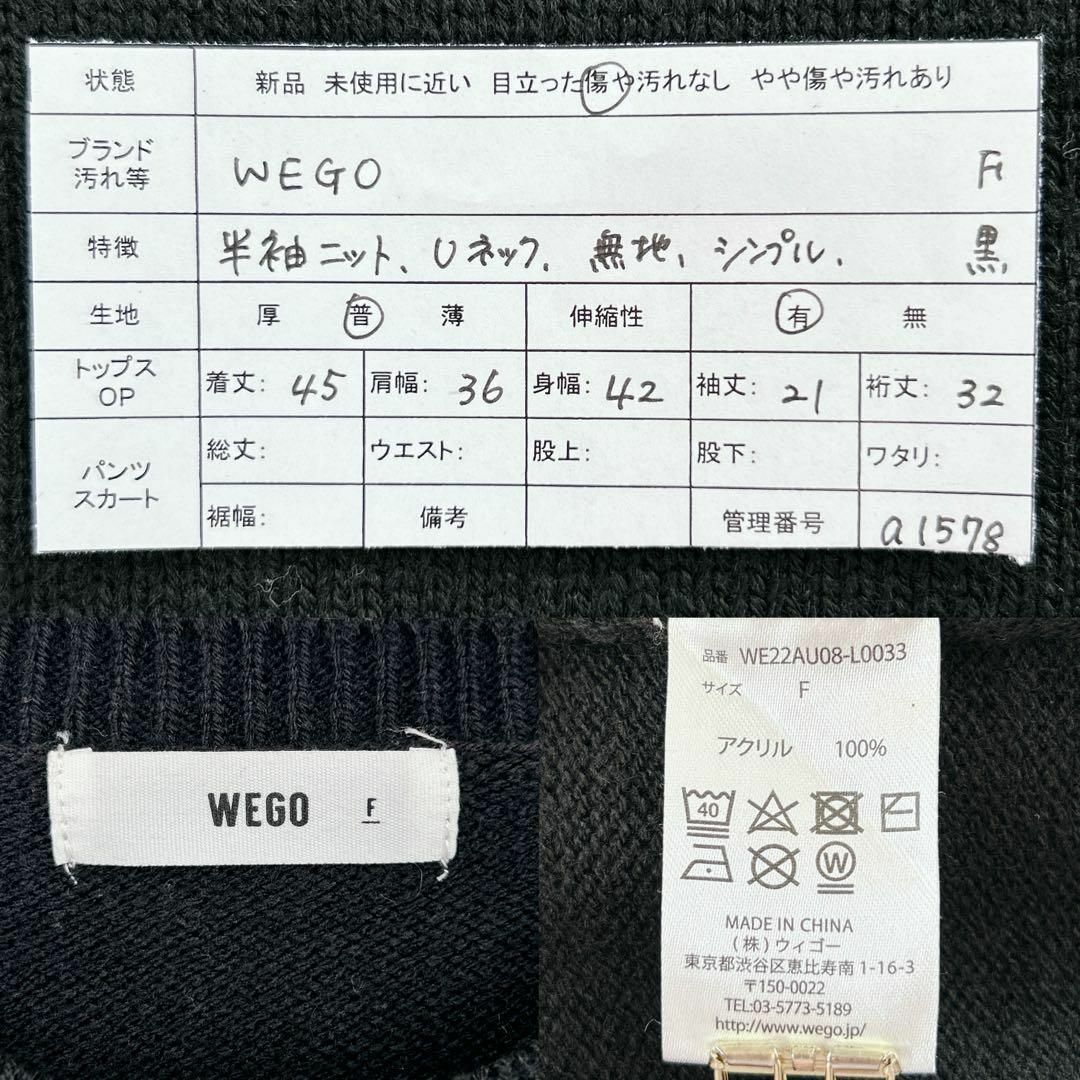 状態 新品 未使用に近い 目立った傷や汚れなし やや傷や汚れあり
ブランド
汚れ等 WEGO F
特徴 半袖ニット、Uネック、無地、シンプル、 黒
生地 厚 普 薄 伸縮性 有 無
トップス
OP 着丈: 45 肩幅: 36 身幅: 42 袖丈: 21 裄丈: 32
パンツ
スカート 総丈: ウエスト: 股上: 股下: ワタリ:
裾幅: 備考 管理番号 a1578
WEGO F
品番 WE22AU08-L0033
サイズ F
アクリル 100%
40
W
MADE IN CHINA
(株)ウィゴー
東京都渋谷区恵比寿南1-16-3
〒150-0022
TEL:03-5773-5189
http://www.wego.jp/